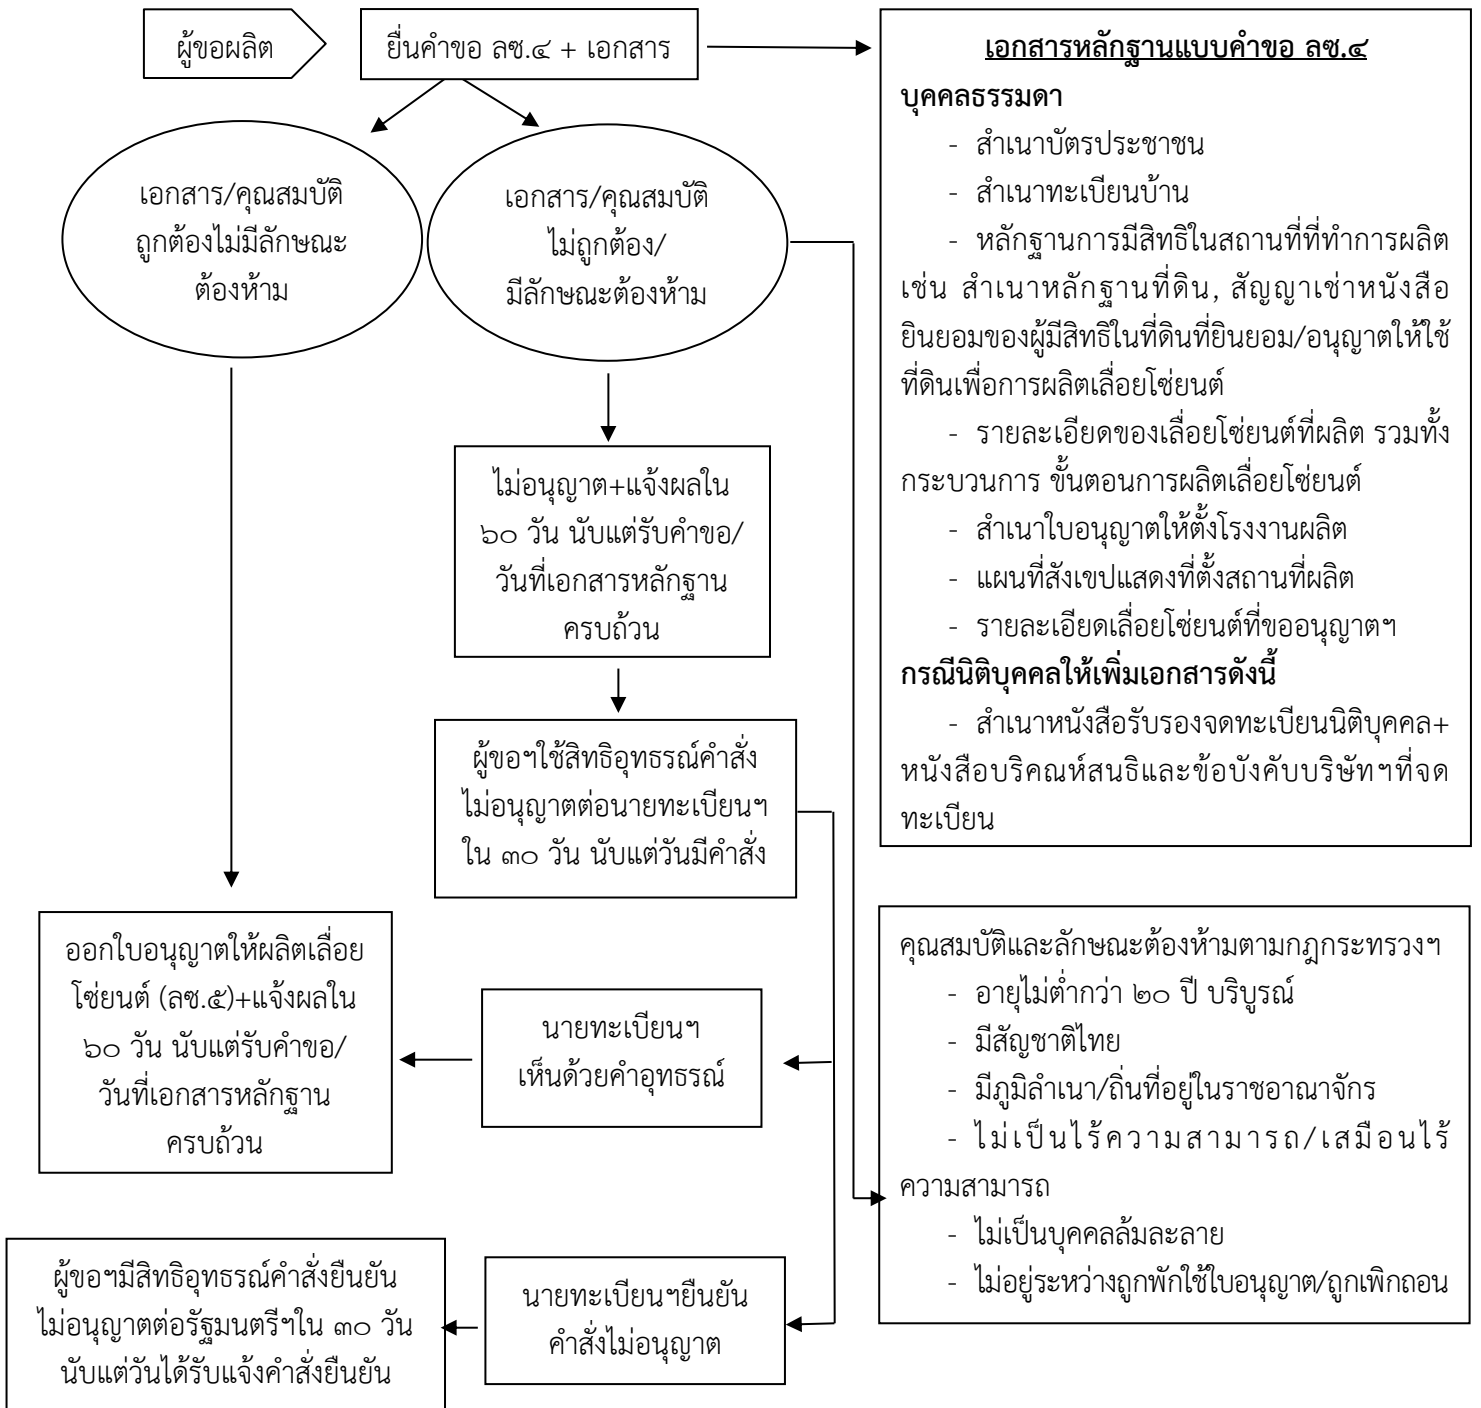 ผู้ขอผลิต
ยื่นคำขอ ลซ.๔ + เอกสาร
เอกสารหลักฐานแบบคำขอ ลซ.๔
บุคคลธรรมดา
- สำเนาบัตรประชาชน
- สำเนาทะเบียนบ้าน
- หลักฐานการมีสิทธิในสถานที่ที่ทำการผลิต
เช่น สำเนาหลักฐานที่ดิน, สัญญาเช่าหนังสือ
ยินยอมของผู้มีสิทธิในที่ดินที่ยินยอม/อนุญาตให้ใช้
ที่ดินเพื่อการผลิตเลื่อยโซ่ยนต์
- รายละเอียดของเลื่อยโซ่ยนต์ที่ผลิต รวมทั้ง
กระบวนการ ขั้นตอนการผลิตเลื่อยโซ่ยนต์
- สำเนาใบอนุญาตให้ตั้งโรงงานผลิต
- แผนที่สังเขปแสดงที่ตั้งสถานที่ผลิต
- รายละเอียดเลื่อยโซ่ยนต์ที่ขออนุญาตฯ
กรณีนิติบุคคลให้เพิ่มเอกสารดังนี้
- สำเนาหนังสือรับรองจดทะเบียนนิติบุคคล+
หนังสือบริคณห์สนธิและข้อบังคับบริษัทฯที่จด
ทะเบียน
เอกสาร/คุณสมบัติ
ถูกต้องไม่มีลักษณะ
ต้องห้าม
เอกสาร/คุณสมบัติ
ไม่ถูกต้อง/
มีลักษณะต้องห้าม
ไม่อนุญาต+แจ้งผลใน
๖๐ วัน นับแต่รับคำขอ/
วันที่เอกสารหลักฐาน
ครบถ้วน
ผู้ขอฯใช้สิทธิอุทธรณ์คำสั่ง
ไม่อนุญาตต่อนายทะเบียนฯ
ใน ๓๐ วัน นับแต่วันมีคำสั่ง
ออกใบอนุญาตให้ผลิตเลื่อย
โซ่ยนต์ (ลซ.๕)+แจ้งผลใน
๖๐ วัน นับแต่รับคำขอ/
วันที่เอกสารหลักฐาน
ครบถ้วน
นายทะเบียนฯ
เห็นด้วยคำอุทธรณ์
คุณสมบัติและลักษณะต้องห้ามตามกฎกระทรวงฯ
- อายุไม่ต่ำกว่า ๒๐ ปี บริบูรณ์
- มีสัญชาติไทย
- มีภูมิลำเนา/ถิ่นที่อยู่ในราชอาณาจักร
- ไม่เป็นไร้ความสามารถ/เสมือนไร้
ความสามารถ
- ไม่เป็นบุคคลล้มละลาย
- ไม่อยู่ระหว่างถูกพักใช้ใบอนุญาต/ถูกเพิกถอน
ผู้ขอฯมีสิทธิอุทธรณ์คำสั่งยืนยัน
ไม่อนุญาตต่อรัฐมนตรีฯใน ๓๐ วัน
นับแต่วันได้รับแจ้งคำสั่งยืนยัน
นายทะเบียนฯยืนยัน
คำสั่งไม่อนุญาต